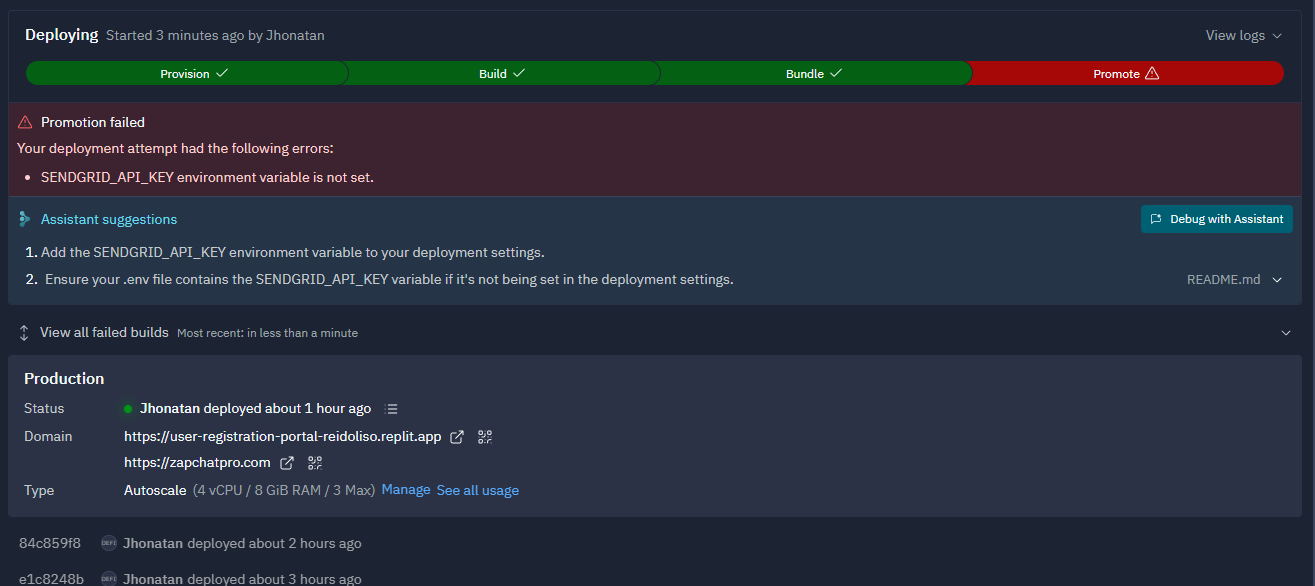 Deploying Started 3 minutes ago by Jhonatan View logs
Provision Build Bundle Promote
Promotion failed
Your deployment attempt had the following errors:
• SENDGRID_API_KEY environment variable is not set.
Assistant suggestions Debug with Assistant
1. Add the SENDGRID_API_KEY environment variable to your deployment settings.
2. Ensure your .env file contains the SENDGRID_API_KEY variable if it's not being set in the deployment settings. README.md
View all failed builds Most recent: in less than a minute
Production
Status Jhonatan deployed about 1 hour ago
Domain https://user-registration-portal-reidoliso.replit.app
https://zapchatpro.com
Type Autoscale (4 vCPU / 8 GiB RAM / 3 Max) Manage See all usage
84c859f8 DEFI Jhonatan deployed about 2 hours ago
e1c8248b DEFI Jhonatan deployed about 3 hours ago